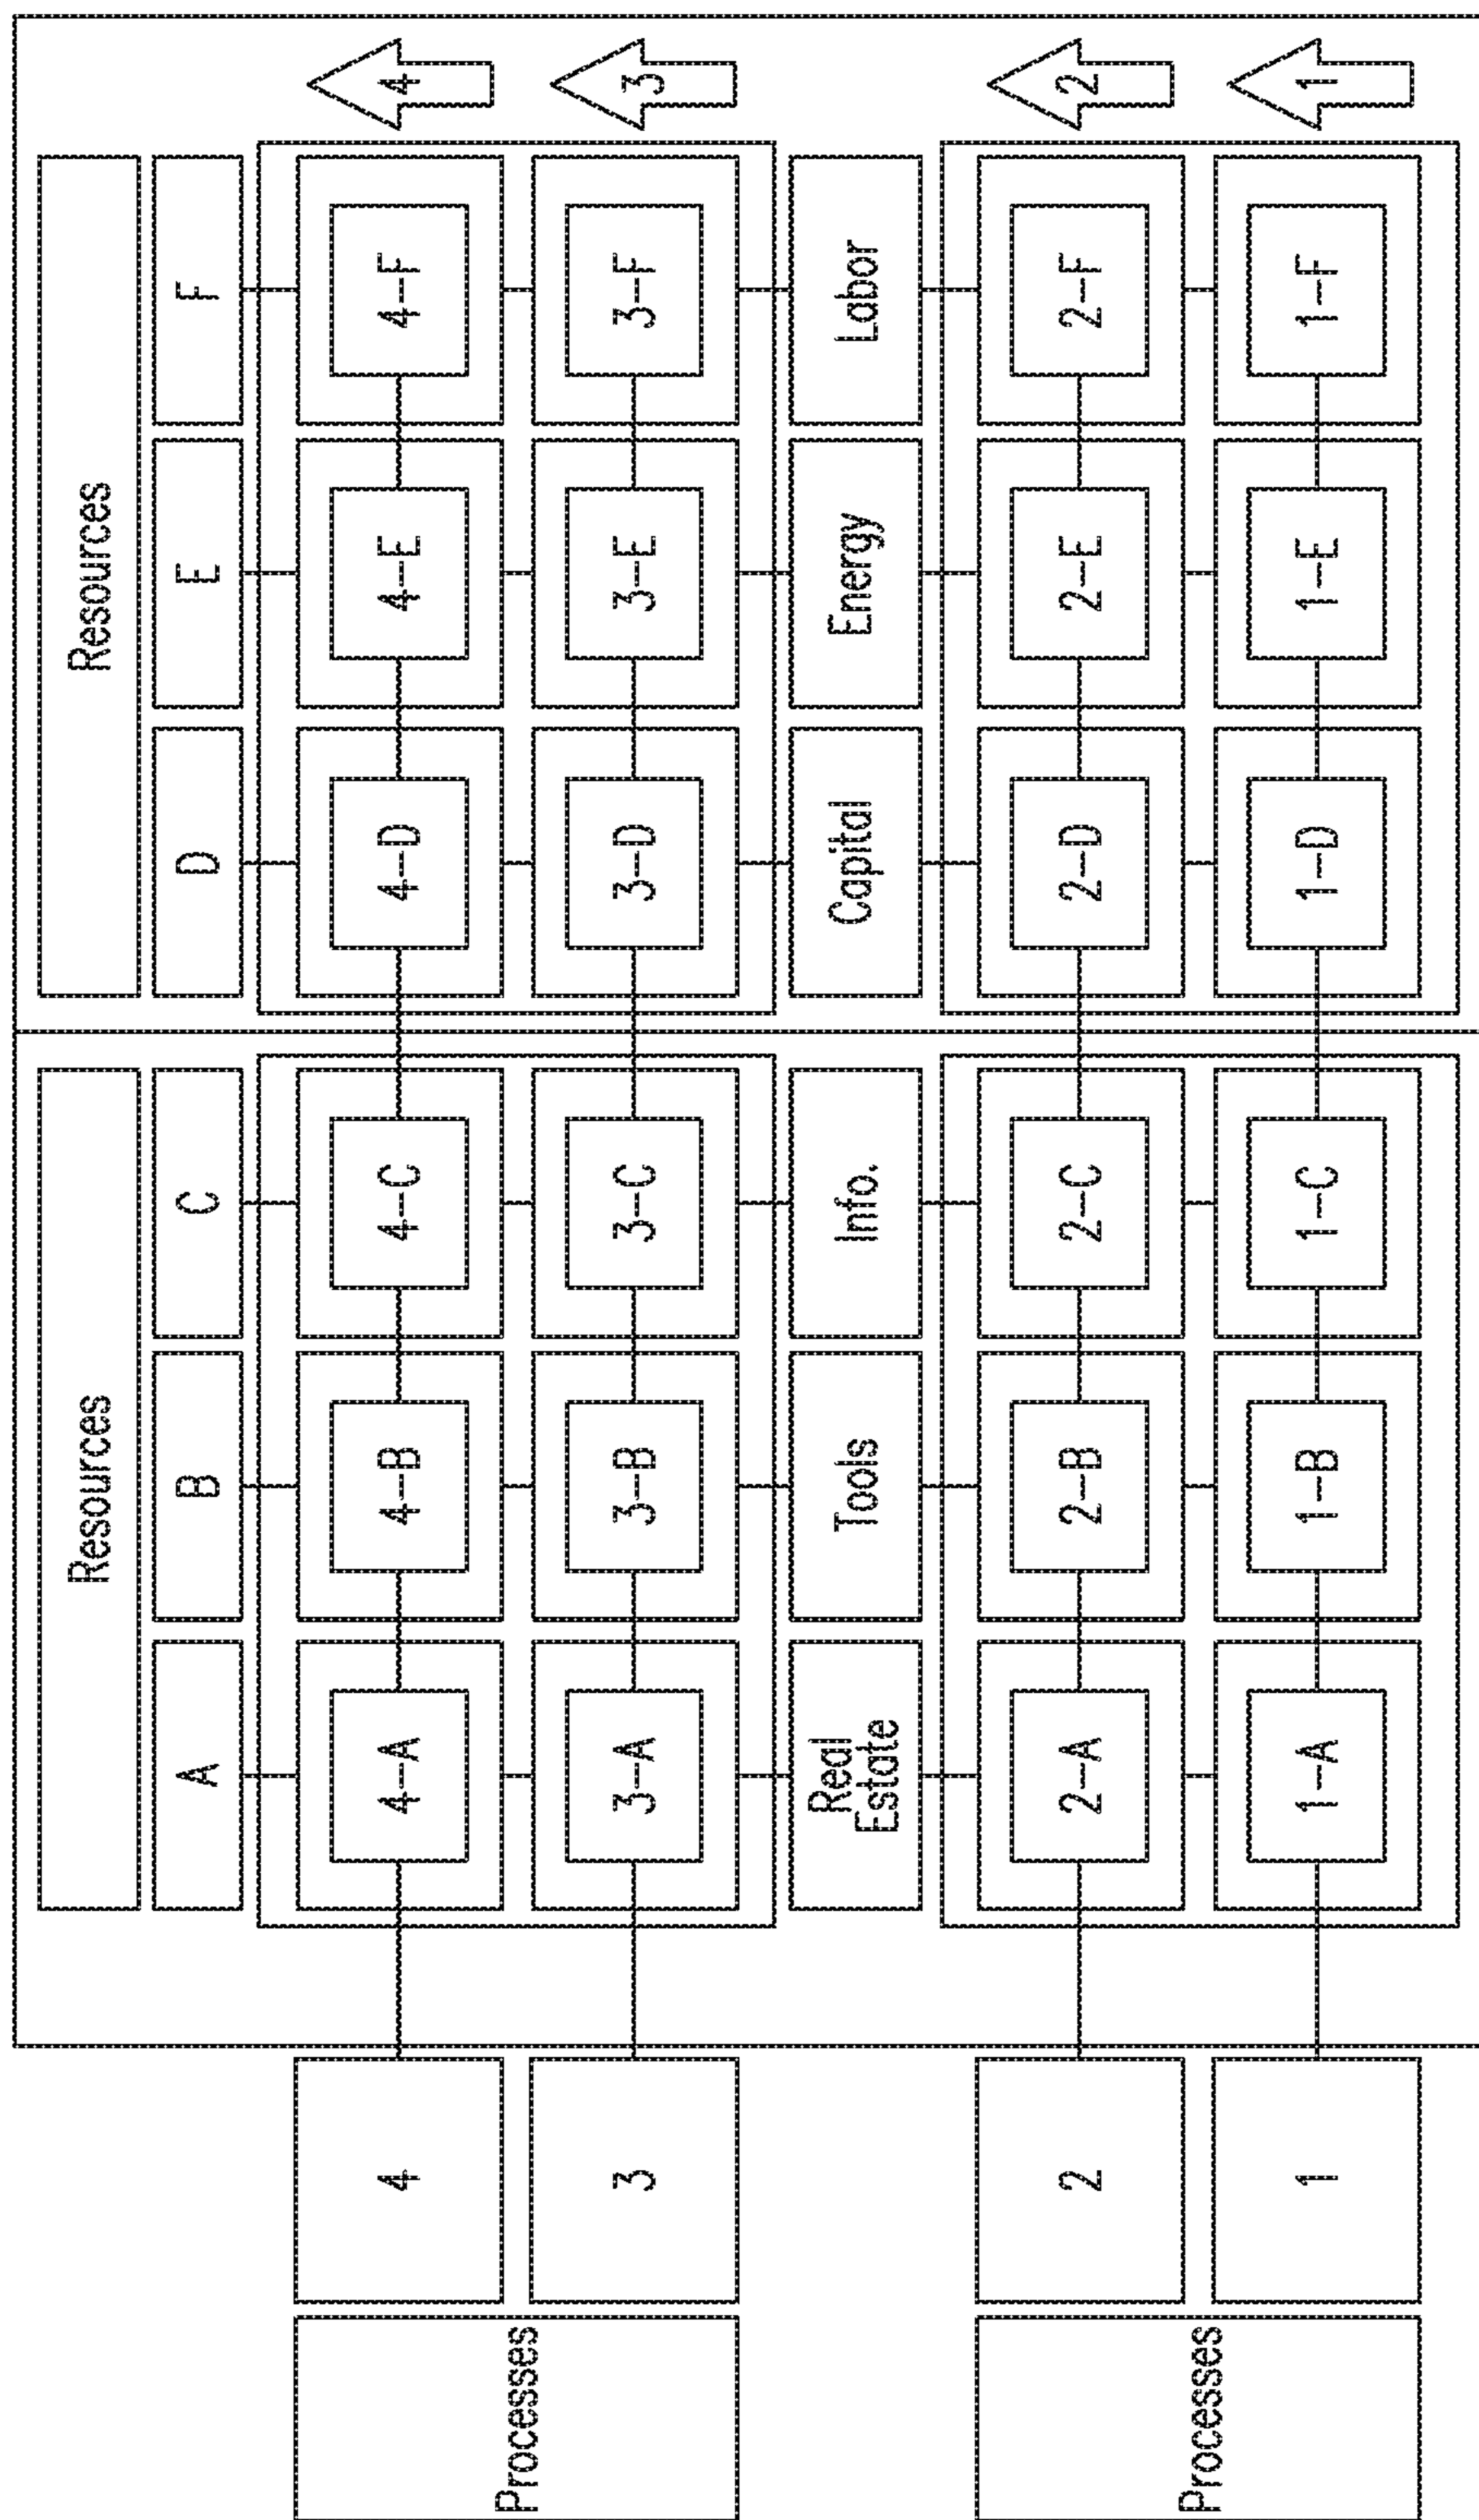 Resources
Resources
A
B
C
D
E
F
Processes
4
4-A
4-B
4-C
4-D
4-E
4-F
4
3
3-A
3-B
3-C
3-D
3-E
3-F
3
Real
Estate
Tools
Info.
Capital
Energy
Labor
Processes
2
2-A
2-B
2-C
2-D
2-E
2-F
2
1
1-A
1-B
1-C
1-D
1-E
1-F
1